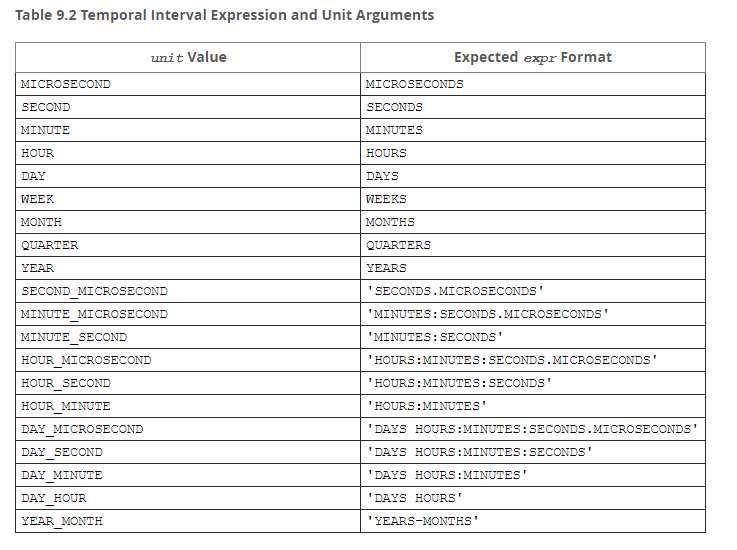 Table 9.2 Temporal Interval Expression and Unit Arguments
unit Value Expected expr Format
MICROSECOND MICROSECONDS
SECOND SECONDS
MINUTE MINUTES
HOUR HOURS
DAY DAYS
WEEK WEEKS
MONTH MONTHS
QUARTER QUARTERS
YEAR YEARS
SECOND_MICROSECOND 'SECONDS.MICROSECONDS'
MINUTE_MICROSECOND 'MINUTES:SECONDS.MICROSECONDS'
MINUTE_SECOND 'MINUTES:SECONDS'
HOUR_MICROSECOND 'HOURS:MINUTES:SECONDS.MICROSECONDS'
HOUR_SECOND 'HOURS:MINUTES:SECONDS'
HOUR_MINUTE 'HOURS:MINUTES'
DAY_MICROSECOND 'DAYS HOURS:MINUTES:SECONDS.MICROSECONDS'
DAY_SECOND 'DAYS HOURS:MINUTES:SECONDS'
DAY_MINUTE 'DAYS HOURS:MINUTES'
DAY_HOUR 'DAYS HOURS'
YEAR_MONTH 'YEARS-MONTHS'